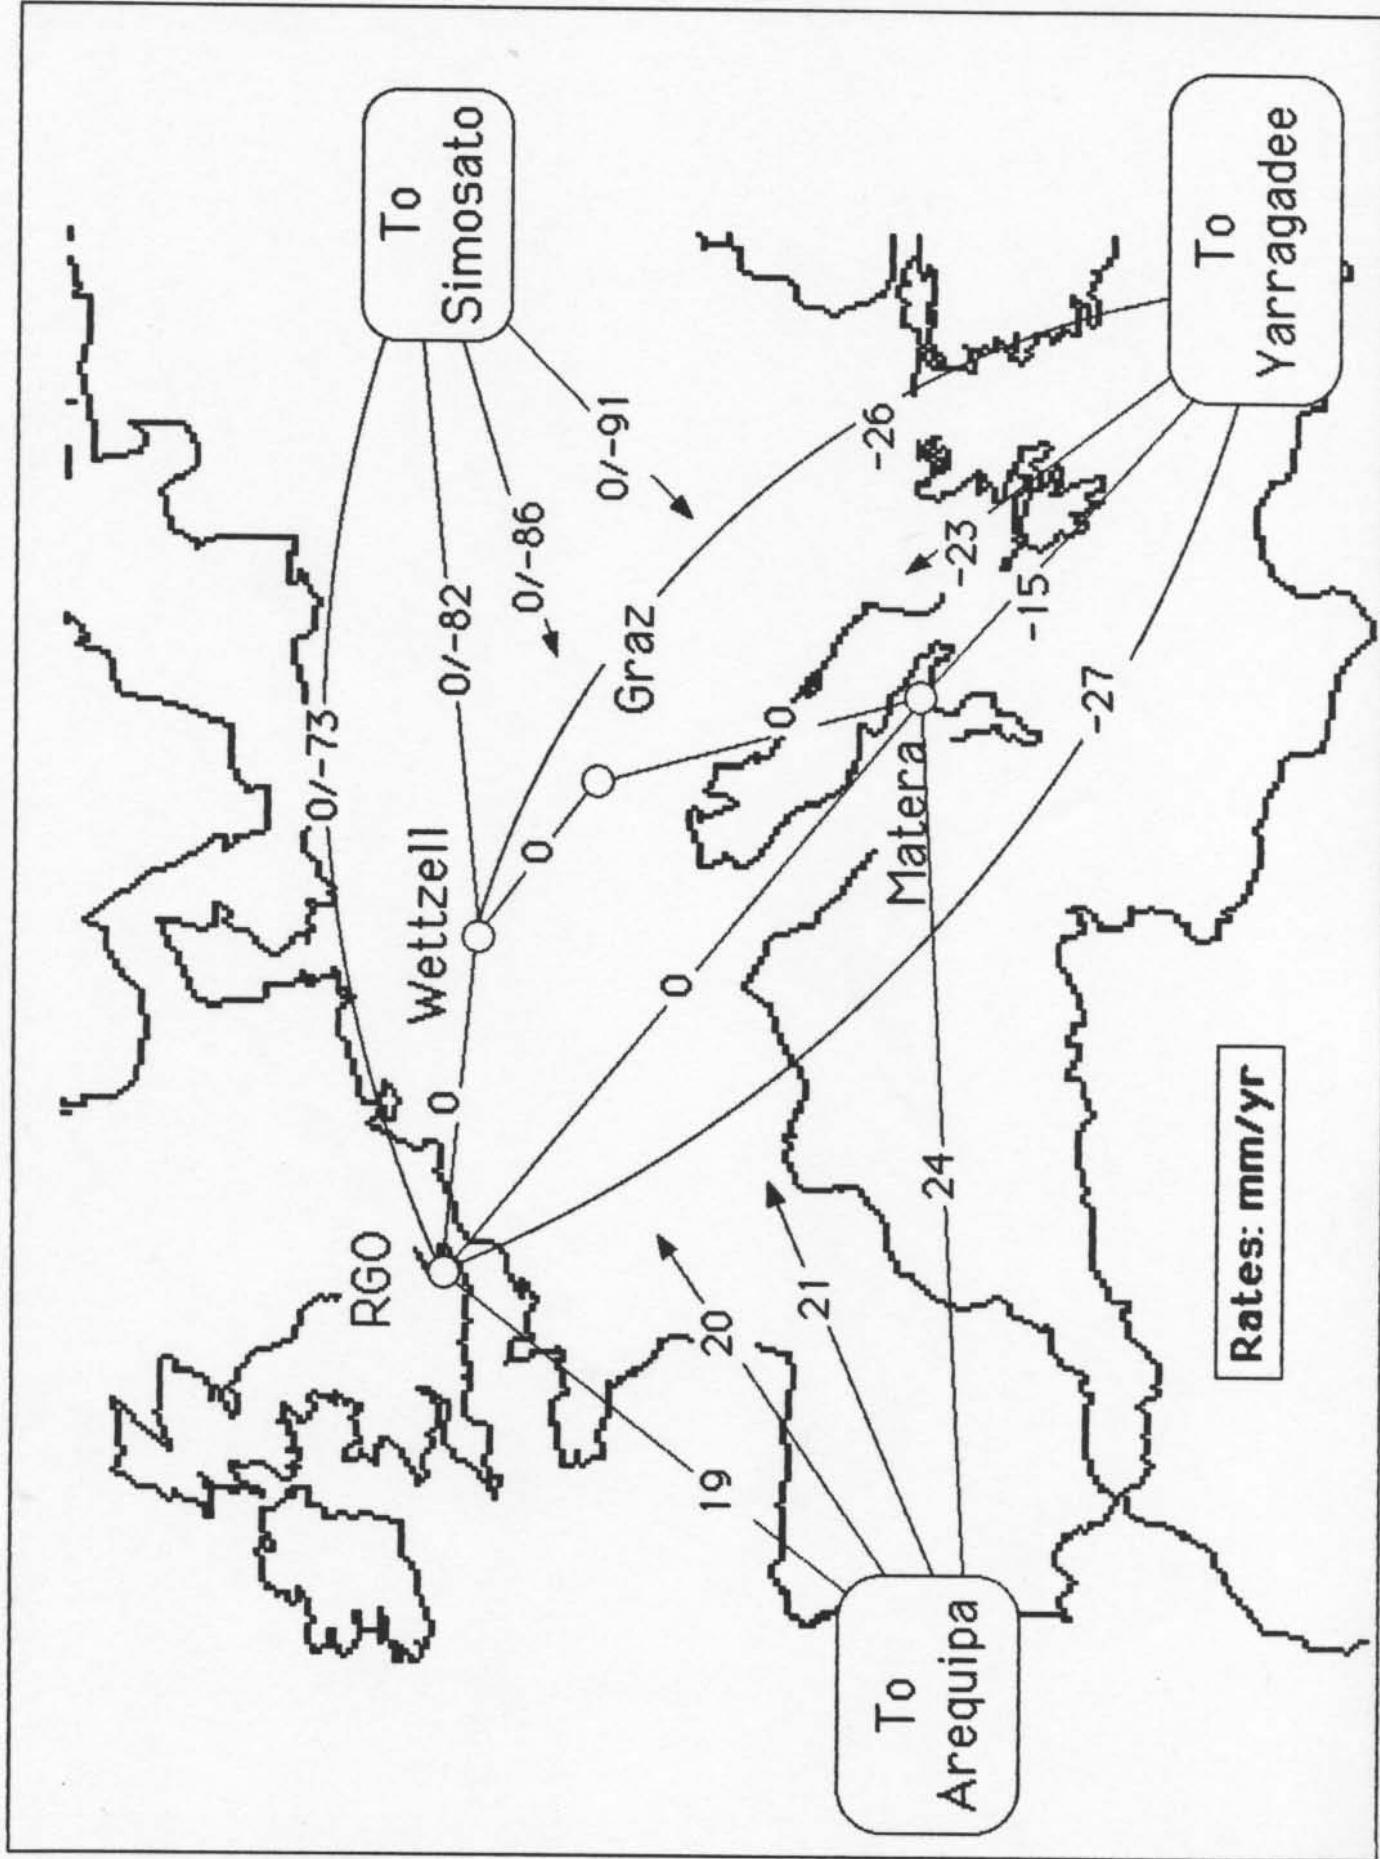 To
Simosato
0/-73
0/-82
0/-86
0/-91
RGO
Wettzell
Graz
Matera
0
0
0
0
-26
-23
-15
-27
19
20
21
24
To
Arequipa
To
Yarragadee
Rates: mm/yr